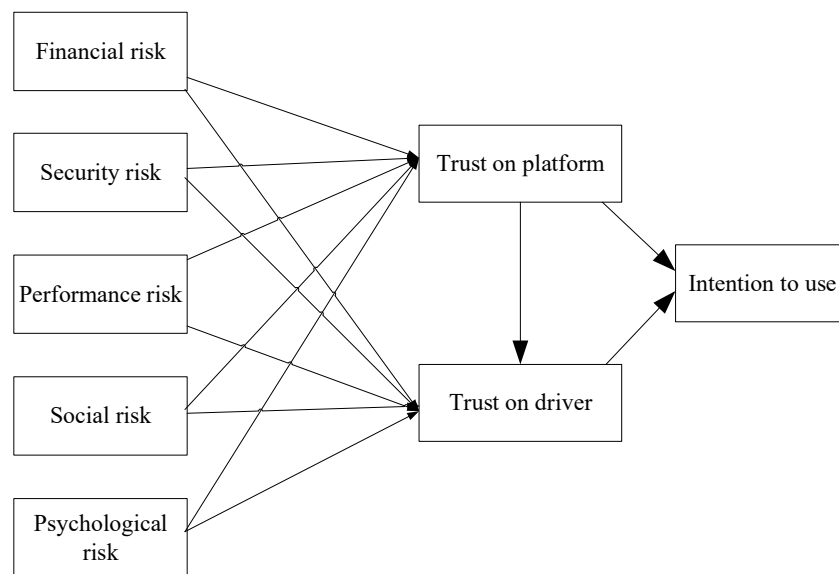 Financial risk
Security risk
Performance risk
Social risk
Psychological
risk
Trust on platform
Trust on driver
Intention to use